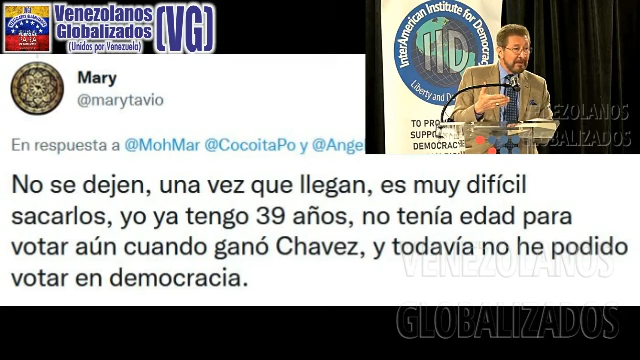 Venezolanos
Globalizados
(Unidos por Venezuela)
(VG)
InterAmerican Institute for Democracy
IID
Liberty and De
TO PRO
SUPPO
DEMOCRAC
Mary
@marytavio
En respuesta a @MohMar @CocoitaPo y @Ange
No se dejen, una vez que llegan, es muy difícil
sacarlos, yo ya tengo 39 años, no tenía edad para
votar aún cuando ganó Chavez, y todavía no he podido
votar en democracia.
VENEZOLANOS
GLOBALIZADOS
VENEZOLANOS
GLOBALIZADOS